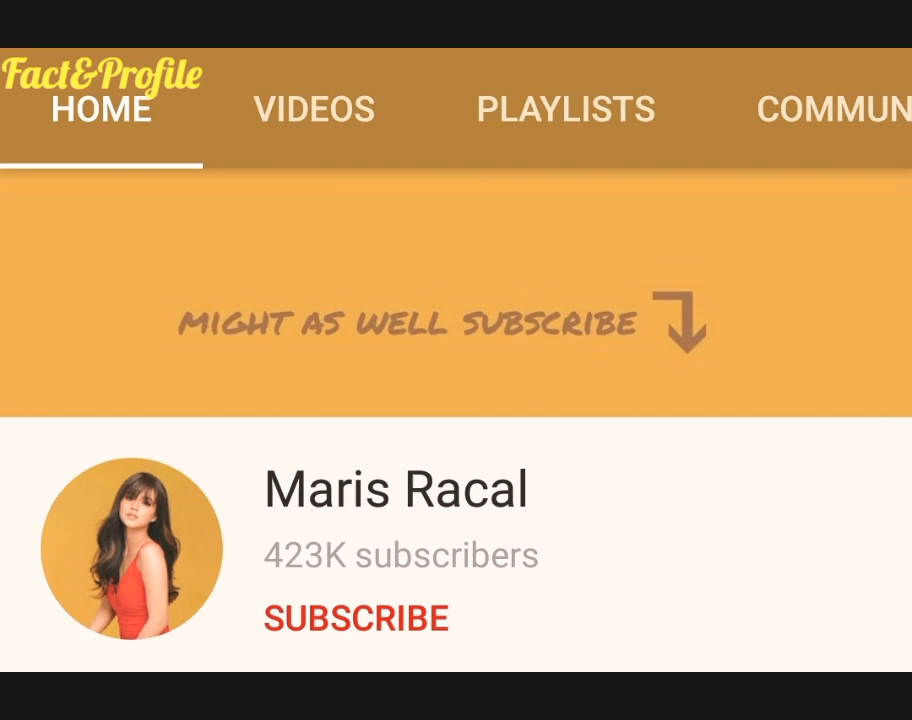 Fact&Profile
HOME VIDEOS PLAYLISTS COMMUN
MIGHT AS WELL SUBSCRIBE
Maris Racal
423K subscribers
SUBSCRIBE